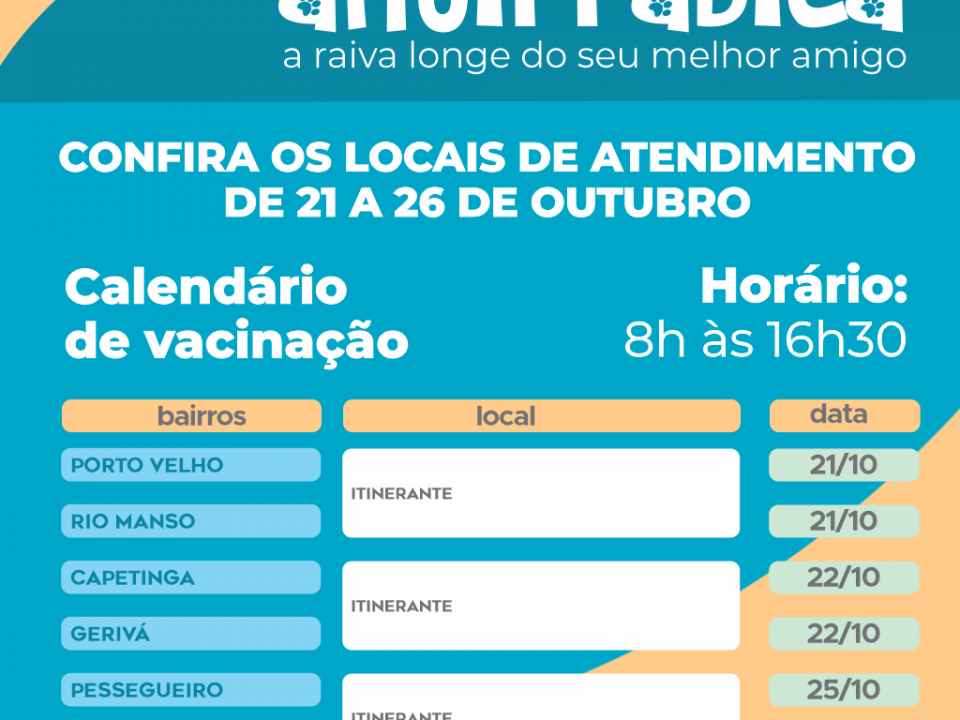 a raiva longe do seu melhor amigo
CONFIRA OS LOCAIS DE ATENDIMENTO
DE 21 A 26 DE OUTUBRO
Calendário
de vacinação
Horário:
8h às 16h30
bairros local data
PORTO VELHO ITINERANTE 21/10
RIO MANSO 21/10
CAPETINGA ITINERANTE 22/10
GERIVÁ 22/10
PESSEGUEIRO 25/10
ITINERANTE